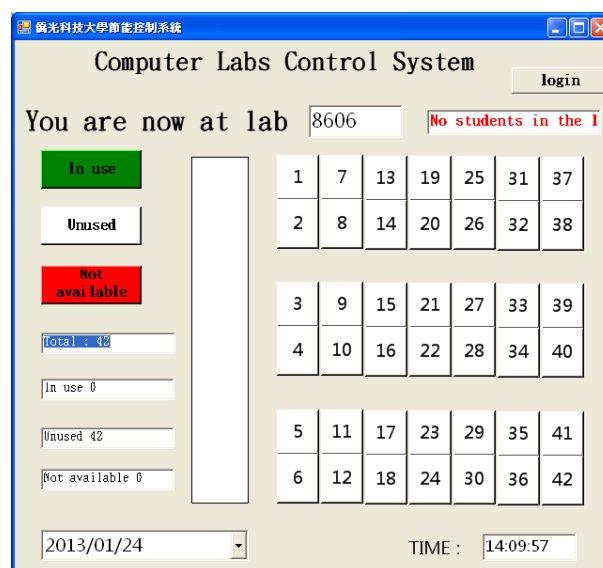 僑光科技大學節能控制系統
Computer Labs Control System
login
You are now at lab 8606 No students in the l
In use
Unused
Not available
Total : 42
In use 0
Unused 42
Not available 0
1 7 13 19 25 31 37
2 8 14 20 26 32 38
3 9 15 21 27 33 39
4 10 16 22 28 34 40
5 11 17 23 29 35 41
6 12 18 24 30 36 42
2013/01/24 TIME : 14:09:57